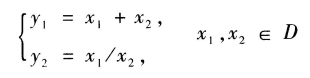 y₁ = x₁ + x₂,
y₂ = x₁/x₂,
x₁,x₂ ∈ D